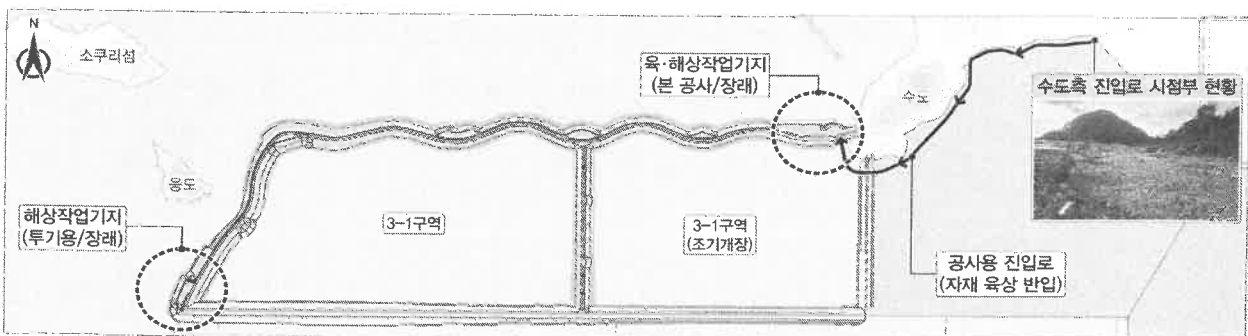 N
소쿠리섬
육·해상작업기지
(본 공사/장래)
수도
수도측 진입로 시점부 현황
웅도
해상작업기지
(투기용/장래)
3-1구역
3-1구역
(조기개장)
공사용 진입로
(자재 육상 반입)